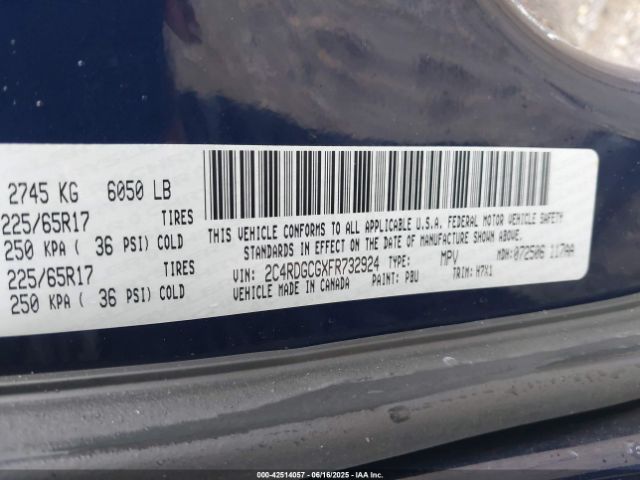 2745 KG 6050 LB
225/65R17 TIRES
250 KPA ( 36 PSI) COLD
225/65R17 TIRES
250 KPA ( 36 PSI) COLD
THIS VEHICLE CONFORMS TO ALL APPLICABLE U.S.A. FEDERAL MOTOR VEHICLE SAFETY
STANDARDS IN EFFECT ON THE DATE OF MANUFACTURE SHOWN ABOVE.
VIN: 2C4RDGCGXFR732924 TYPE: MPV MDH: 072506 117AA
VEHICLE MADE IN CANADA PAINT: PBU TRIM: H7X1
000-42514057 - 06/16/2025 - IAAI.COM